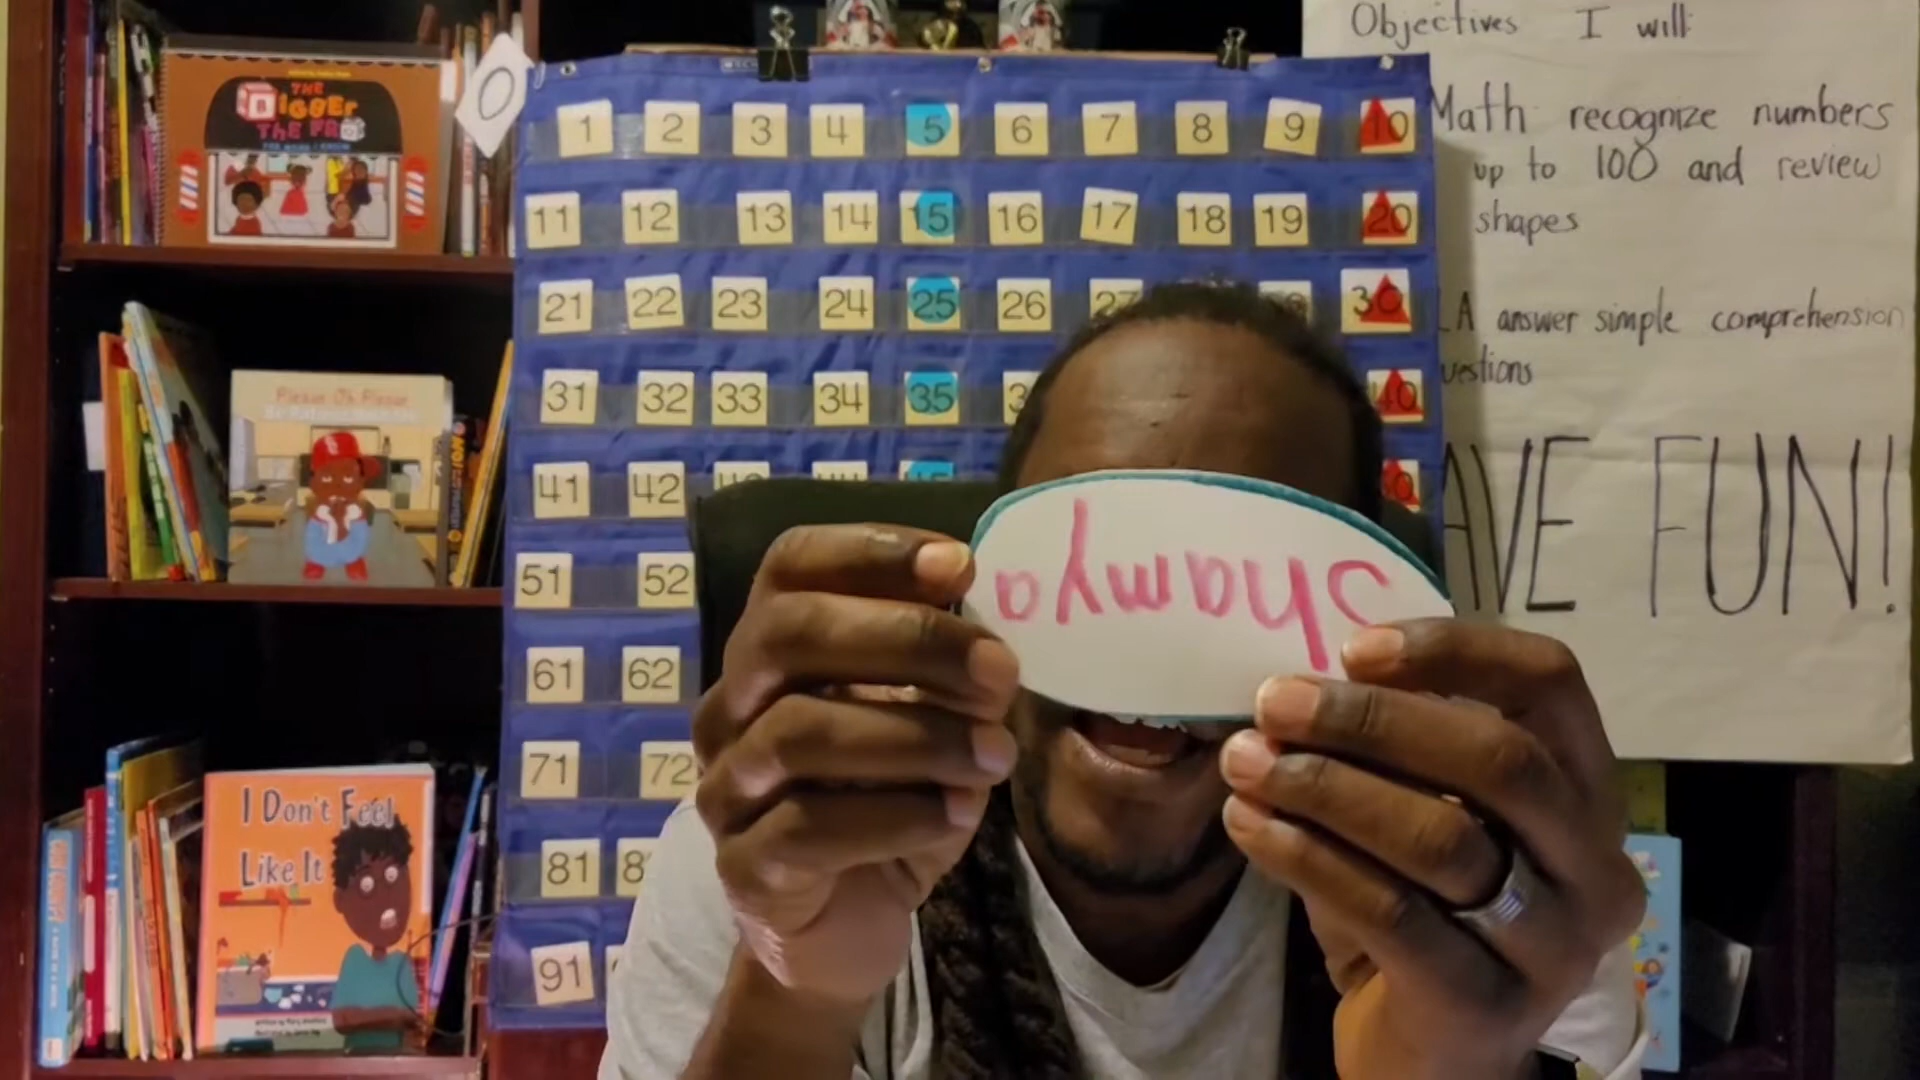 THE
BIGGER
THE FRO
0
1 2 3 4 5 6 7 8 9 10
11 12 13 14 15 16 17 18 19 20
21 22 23 24 25 26 27 30
31 32 33 34 35 40
41 42
51 52
61 62
71 72
81
91
Objectives I will
Math recognize numbers
up to 100 and review
shapes
answer simple comprehension
AVE FUN!
Shamya
I Don't Feel
Like It